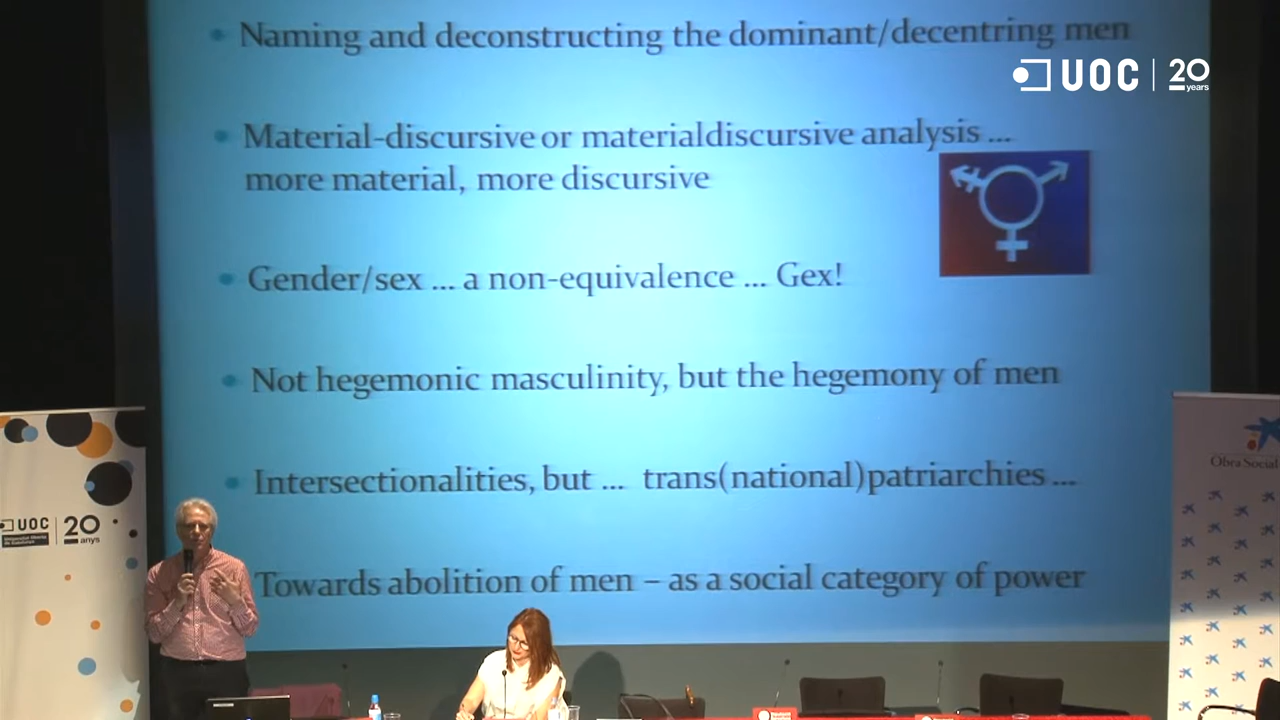 Naming and deconstructing the dominant/decentring men
UOC | 20 years
Material-discursive or materialdiscursive analysis ...
more material, more discursive
Gender/sex ... a non-equivalence ... Gex!
Not hegemonic masculinity, but the hegemony of men
Intersectionalities, but ... trans(national)patriarchies ...
Towards abolition of men – as a social category of power
Obra Social
UOC | 20 anys